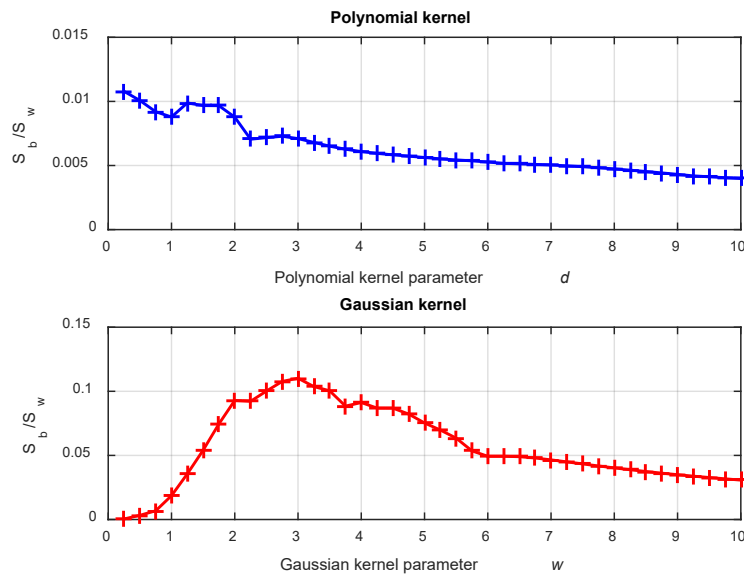 Polynomial kernel
0.015
0.01
0.005
0
S b /S w
0 1 2 3 4 5 6 7 8 9 10
Polynomial kernel parameter d
Gaussian kernel
0.15
0.1
0.05
0
S b /S w
0 1 2 3 4 5 6 7 8 9 10
Gaussian kernel parameter w